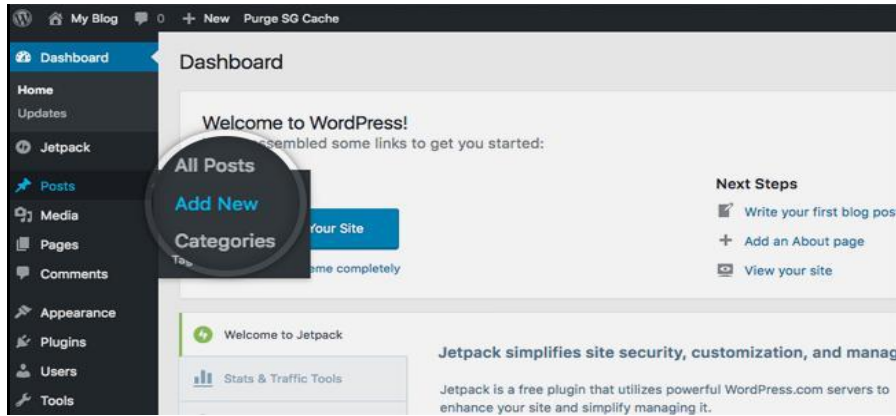 My Blog 0 + New Purge SG Cache
Dashboard
Home
Updates
Jetpack
Posts
Media
Pages
Comments
Appearance
Plugins
Users
Tools
All Posts
Add New
Categories
Dashboard
Welcome to WordPress!
ssembled some links to get you started:
Your Site
eme completely
Next Steps
Write your first blog pos
Add an About page
View your site
Welcome to Jetpack
Stats & Traffic Tools
Jetpack simplifies site security, customization, and manag
Jetpack is a free plugin that utilizes powerful WordPress.com servers to
enhance your site and simplify managing it.